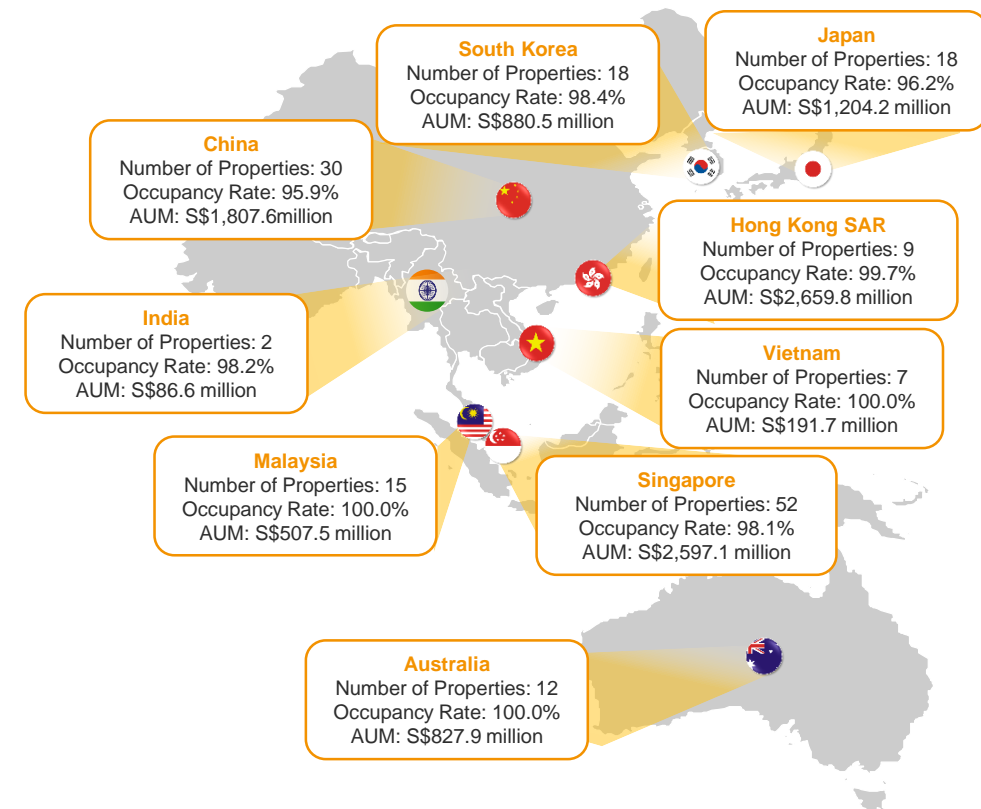 South Korea
Number of Properties: 18
Occupancy Rate: 98.4%
AUM: S$880.5 million
Japan
Number of Properties: 18
Occupancy Rate: 96.2%
AUM: S$1,204.2 million
China
Number of Properties: 30
Occupancy Rate: 95.9%
AUM: S$1,807.6million
Hong Kong SAR
Number of Properties: 9
Occupancy Rate: 99.7%
AUM: S$2,659.8 million
India
Number of Properties: 2
Occupancy Rate: 98.2%
AUM: S$86.6 million
Vietnam
Number of Properties: 7
Occupancy Rate: 100.0%
AUM: S$191.7 million
Malaysia
Number of Properties: 15
Occupancy Rate: 100.0%
AUM: S$507.5 million
Singapore
Number of Properties: 52
Occupancy Rate: 98.1%
AUM: S$2,597.1 million
Australia
Number of Properties: 12
Occupancy Rate: 100.0%
AUM: S$827.9 million